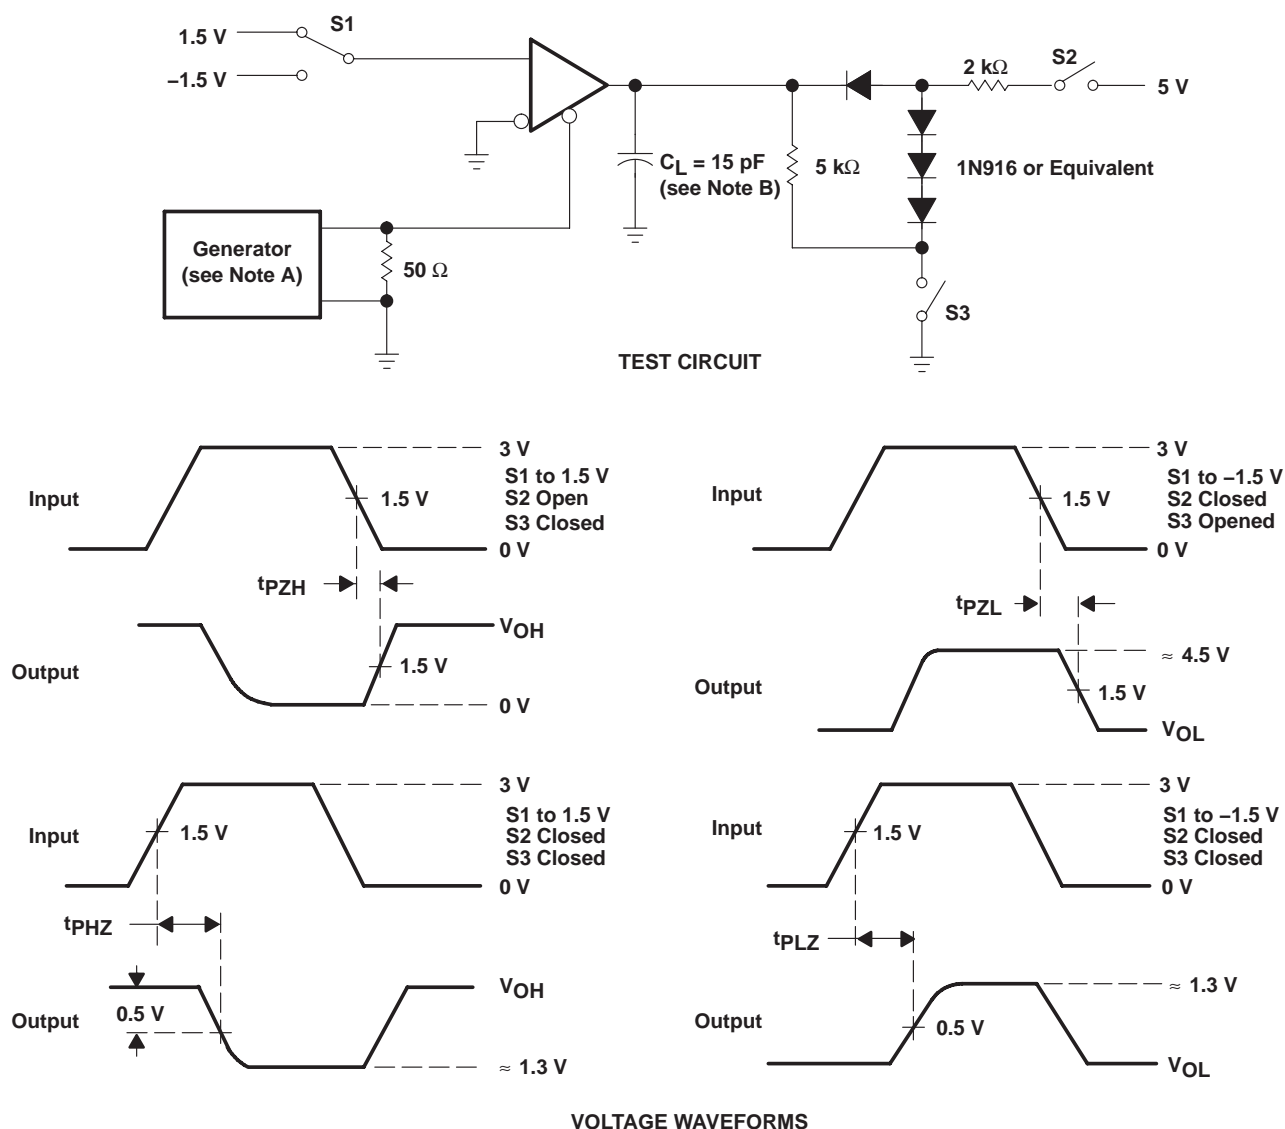 S1
1.5 V
–1.5 V
2 kΩ
S2
5 V
CL = 15 pF
(see Note B)
5 kΩ
1N916 or Equivalent
Generator
(see Note A)
50 Ω
S3
TEST CIRCUIT
Input
3 V
S1 to 1.5 V
S2 Open
S3 Closed
1.5 V
0 V
tPZH
Output
VOH
1.5 V
0 V
Input
3 V
S1 to –1.5 V
S2 Closed
S3 Opened
1.5 V
0 V
tPZL
Output
≈ 4.5 V
1.5 V
VOL
Input
3 V
S1 to 1.5 V
S2 Closed
S3 Closed
1.5 V
0 V
tPHZ
Output
0.5 V
VOH
≈ 1.3 V
Input
3 V
S1 to –1.5 V
S2 Closed
S3 Closed
1.5 V
0 V
tPLZ
Output
≈ 1.3 V
0.5 V
VOL
VOLTAGE WAVEFORMS